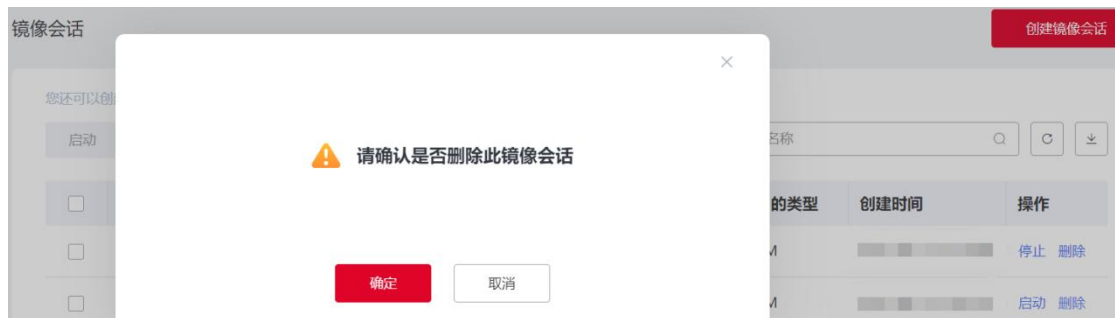 镜像会话
创建镜像会话
您还可以创
启动
名称
请确认是否删除此镜像会话
的类型
创建时间
操作
M
停止 删除
确定
取消
M
启动 删除